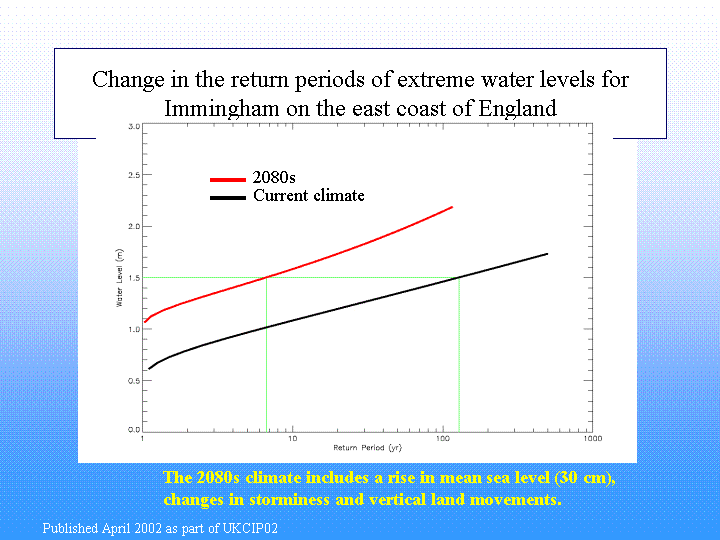 Change in the return periods of extreme water levels for
Immingham on the east coast of England
3.0
2.5
2.0
1.5
1.0
0.5
0.0
Water Level (m)
2080s
Current climate
1
10
100
1000
Return Period (yr)
The 2080s climate includes a rise in mean sea level (30 cm),
changes in storminess and vertical land movements.
Published April 2002 as part of UKCIP02